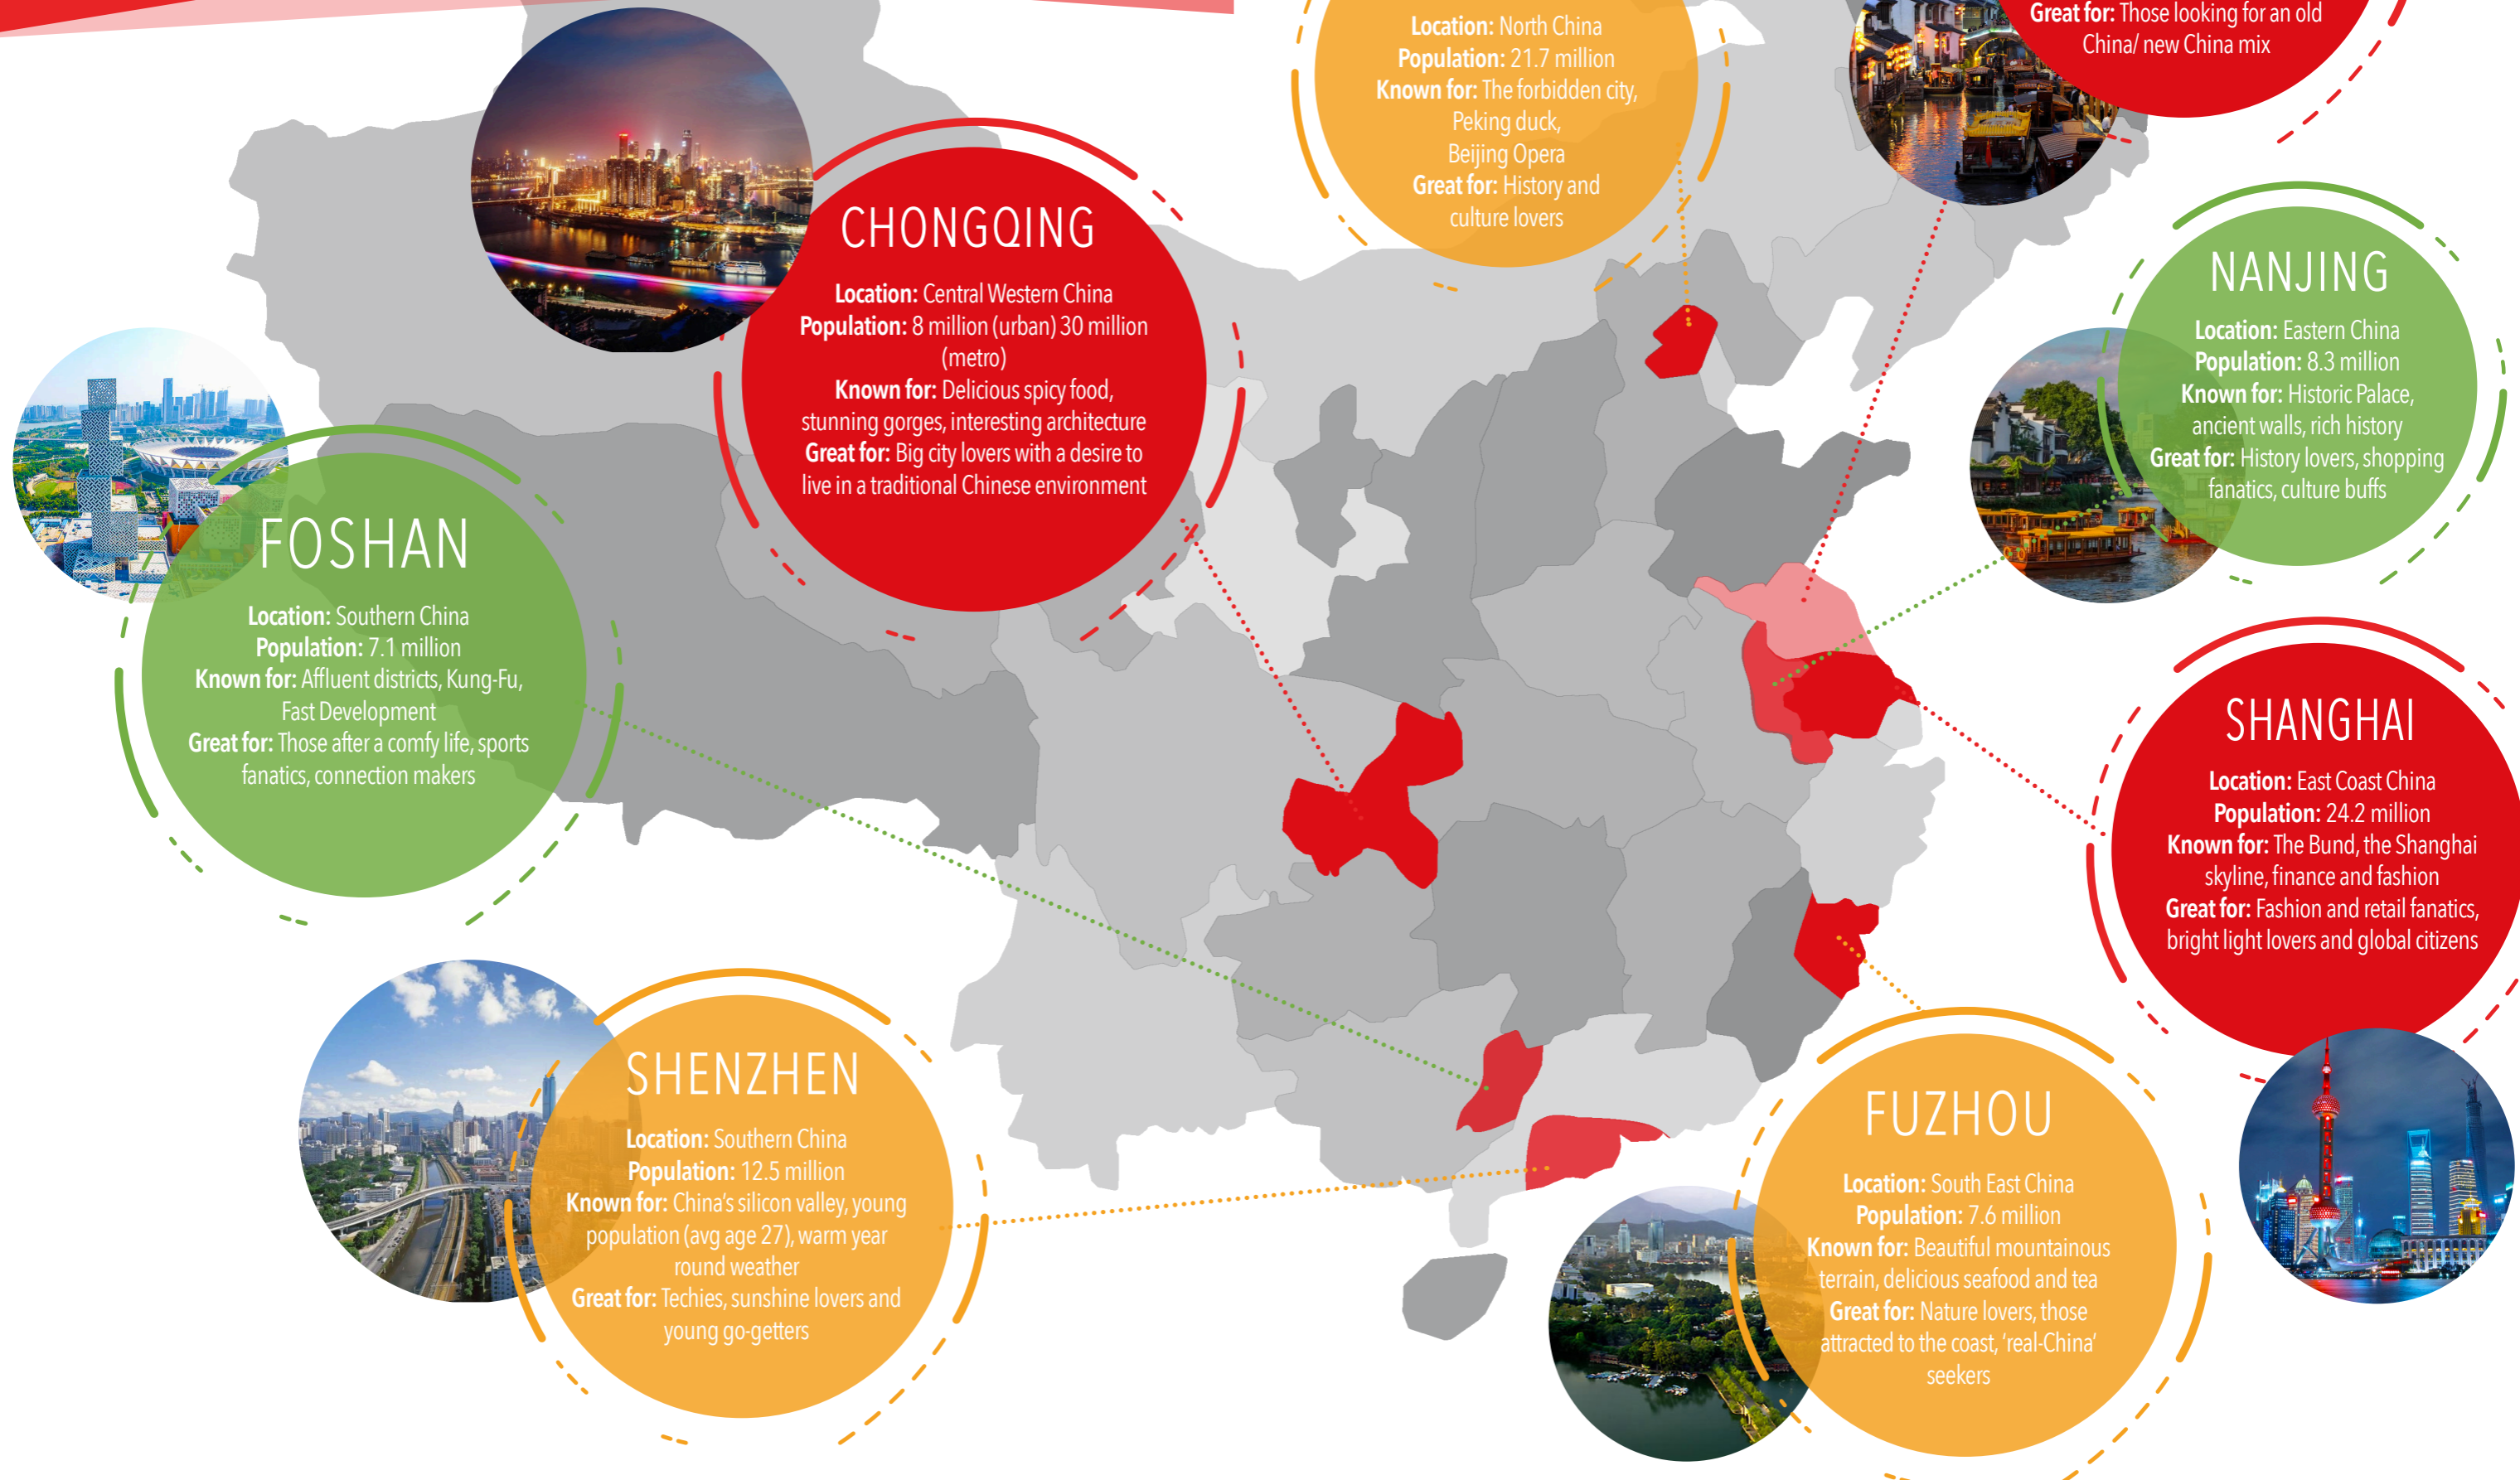 Location: North China
Population: 21.7 million
Known for: The forbidden city,
Peking duck,
Beijing Opera
Great for: History and
culture lovers
Great for: Those looking for an old
China/ new China mix
CHONGQING
Location: Central Western China
Population: 8 million (urban) 30 million
(metro)
Known for: Delicious spicy food,
stunning gorges, interesting architecture
Great for: Big city lovers with a desire to
live in a traditional Chinese environment
NANJING
Location: Eastern China
Population: 8.3 million
Known for: Historic Palace,
ancient walls, rich history
Great for: History lovers, shopping
fanatics, culture buffs
FOSHAN
Location: Southern China
Population: 7.1 million
Known for: Affluent districts, Kung-Fu,
Fast Development
Great for: Those after a comfy life, sports
fanatics, connection makers
SHANGHAI
Location: East Coast China
Population: 24.2 million
Known for: The Bund, the Shanghai
skyline, finance and fashion
Great for: Fashion and retail fanatics,
bright light lovers and global citizens
SHENZHEN
Location: Southern China
Population: 12.5 million
Known for: China's silicon valley, young
population (avg age 27), warm year
round weather
Great for: Techies, sunshine lovers and
young go-getters
FUZHOU
Location: South East China
Population: 7.6 million
Known for: Beautiful mountainous
terrain, delicious seafood and tea
Great for: Nature lovers, those
attracted to the coast, 'real-China'
seekers